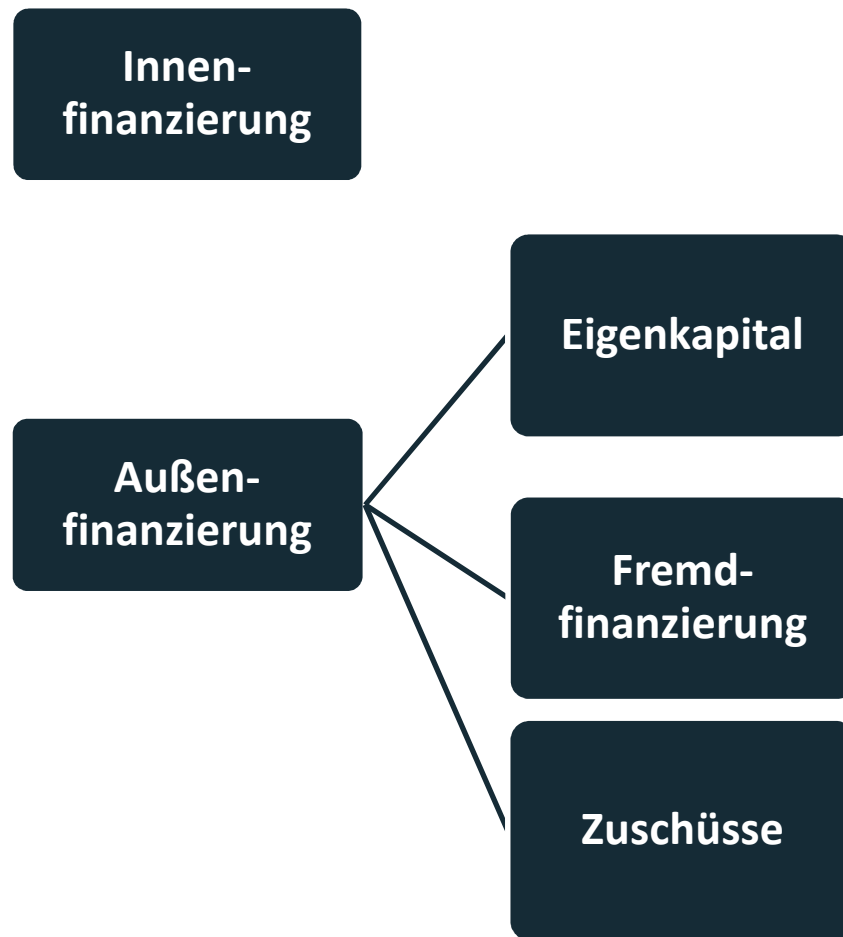 Innen-
finanzierung
Eigenkapital
Außen-
finanzierung
Fremd-
finanzierung
Zuschüsse